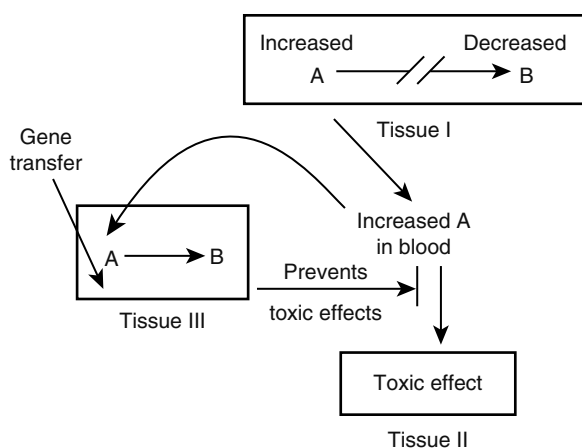 Increased Decreased
A B
Tissue I
Gene
transfer
Increased A
in blood
A B
Prevents
toxic effects
Tissue III
Toxic effect
Tissue II